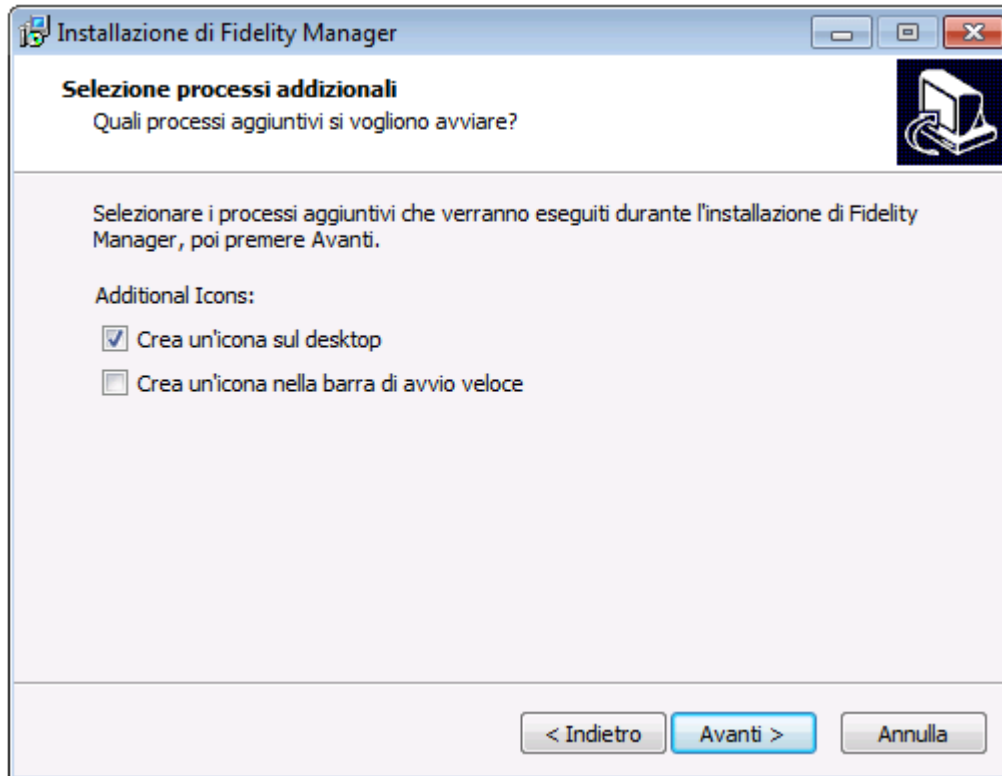 Installazione di Fidelity Manager
Selezione processi addizionali
Quali processi aggiuntivi si vogliono avviare?
Selezionare i processi aggiuntivi che verranno eseguiti durante l'installazione di Fidelity
Manager, poi premere Avanti.
Additional Icons:
Crea un'icona sul desktop
Crea un'icona nella barra di avvio veloce
< Indietro
Avanti >
Annulla